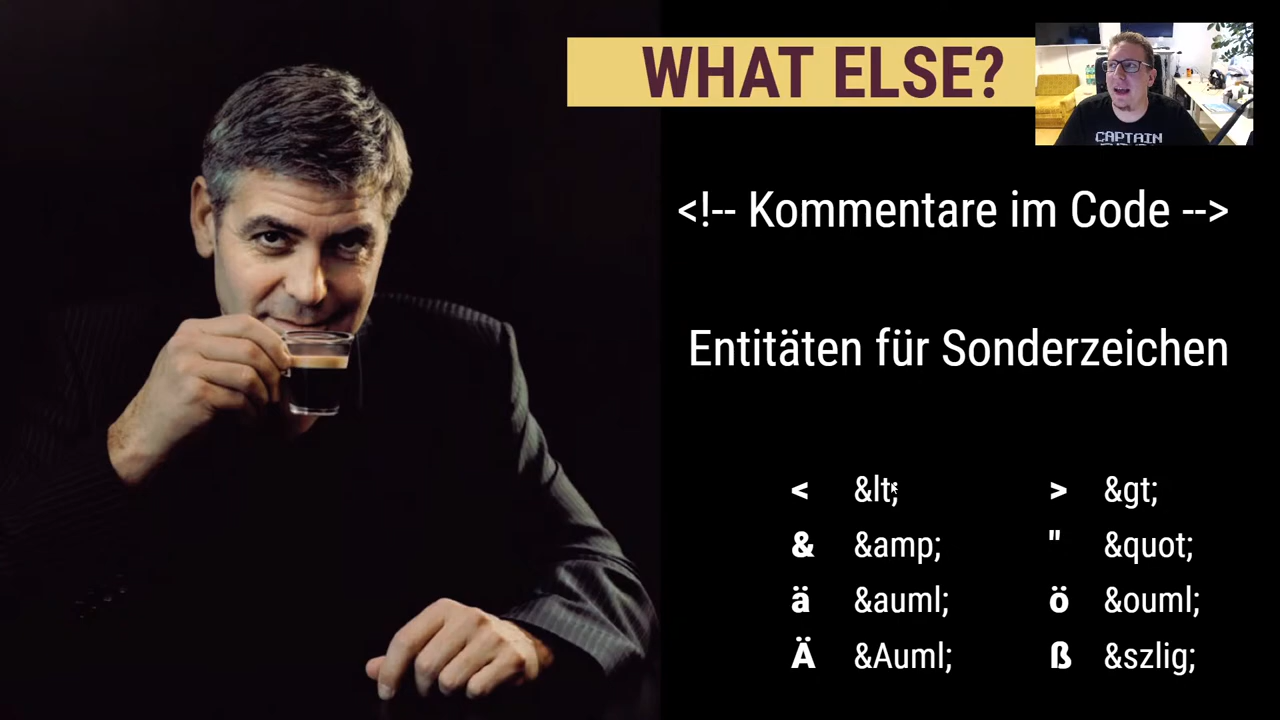 WHAT ELSE?
CAPTAIN
<!-- Kommentare im Code -->
Entitäten für Sonderzeichen
< &lt; > &gt;
& &amp; " &quot;
ä &auml; ö &ouml;
Ä &Auml; ß &szlig;